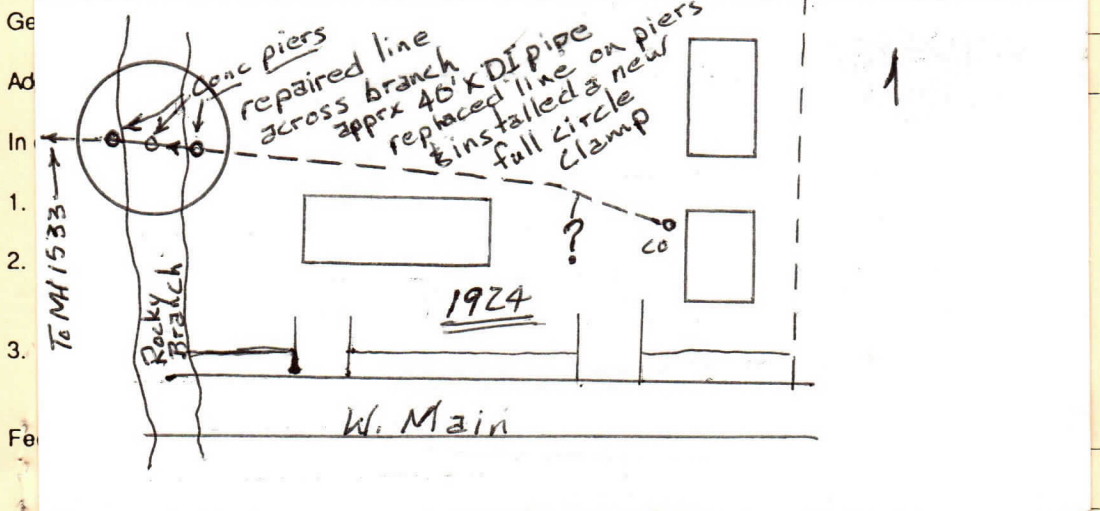 Ge
Ad
In
1.
2.
3.
Fe
conc piers
repaired line
across branch
apprx 40' x DI pipe
replaced line on piers
& installed a new
full circle
clamp
1
To MH 1533
?
co
1924
Rocky
Branch
W. Main